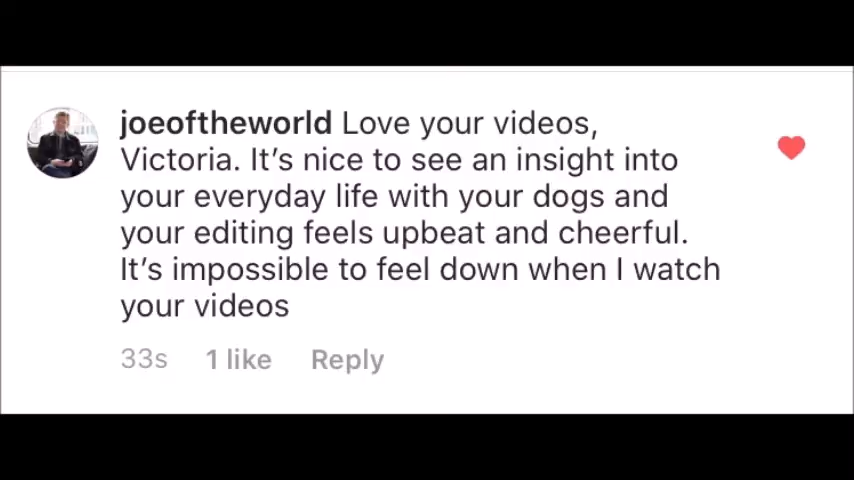 joeoftheworld Love your videos,
Victoria. It's nice to see an insight into
your everyday life with your dogs and
your editing feels upbeat and cheerful.
It's impossible to feel down when I watch
your videos
33s 1 like Reply